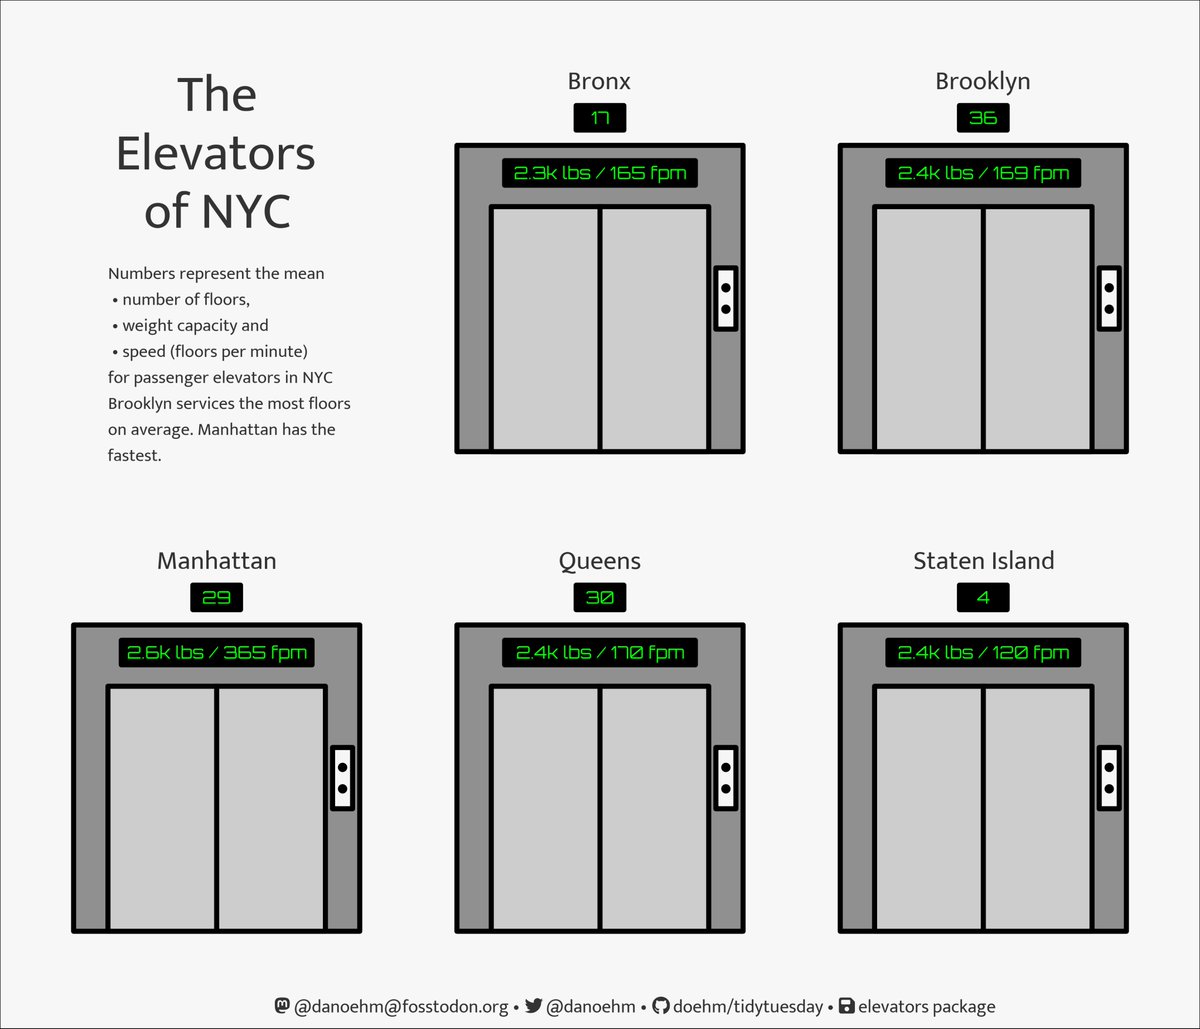 The
Elevators
of NYC
Numbers represent the mean
• number of floors,
• weight capacity and
• speed (floors per minute)
for passenger elevators in NYC
Brooklyn services the most floors
on average. Manhattan has the
fastest.
Bronx
17
2.3k lbs / 165 fpm
Brooklyn
36
2.4k lbs / 169 fpm
Manhattan
29
2.6k lbs / 365 fpm
Queens
30
2.4k lbs / 170 fpm
Staten Island
4
2.4k lbs / 120 fpm
@danoehm@fosstodon.org • @danoehm • doehm/tidytuesday • elevators package